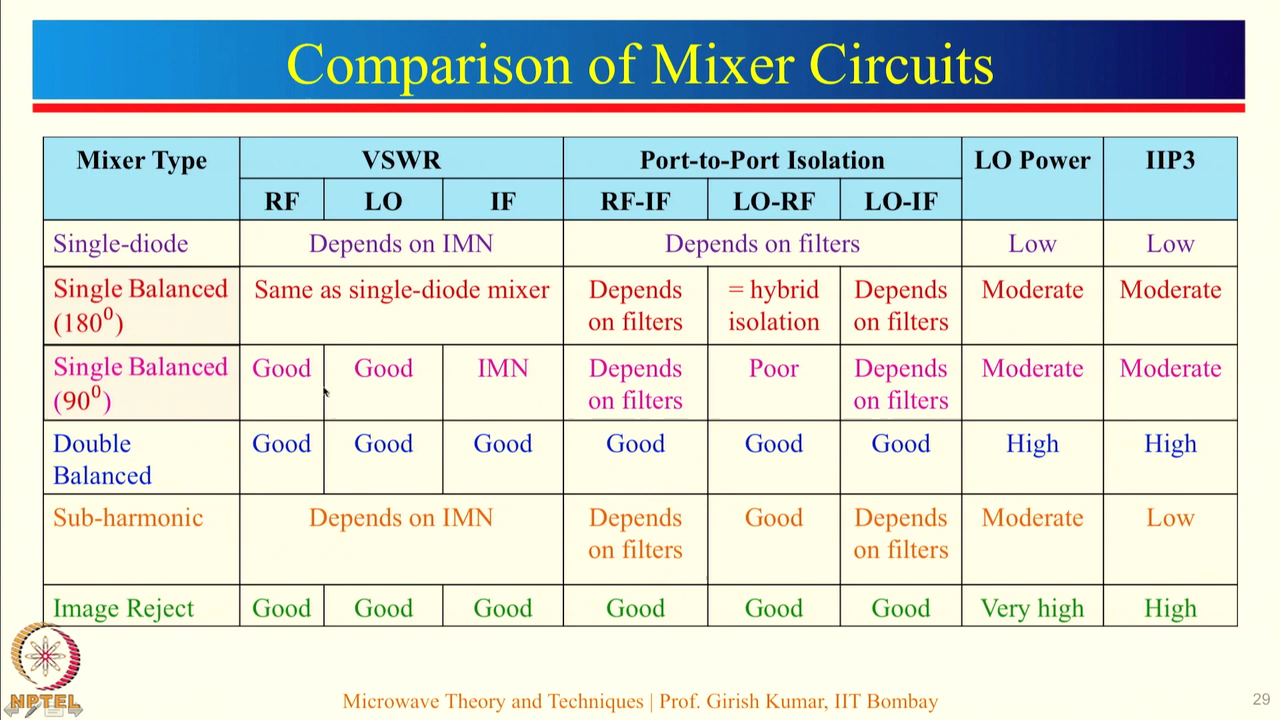 Comparison of Mixer Circuits
Mixer Type VSWR Port-to-Port Isolation LO Power IIP3
RF LO IF RF-IF LO-RF LO-IF
Single-diode Depends on IMN Depends on filters Low Low
Single Balanced Same as single-diode mixer Depends = hybrid Depends Moderate Moderate
(180⁰) on filters isolation on filters
Single Balanced Good Good IMN Depends Poor Depends Moderate Moderate
(90⁰) on filters on filters
Double Good Good Good Good Good Good High High
Balanced
Sub-harmonic Depends on IMN Depends Good Depends Moderate Low
on filters on filters
Image Reject Good Good Good Good Good Good Very high High
NPTEL
Microwave Theory and Techniques | Prof. Girish Kumar, IIT Bombay
29